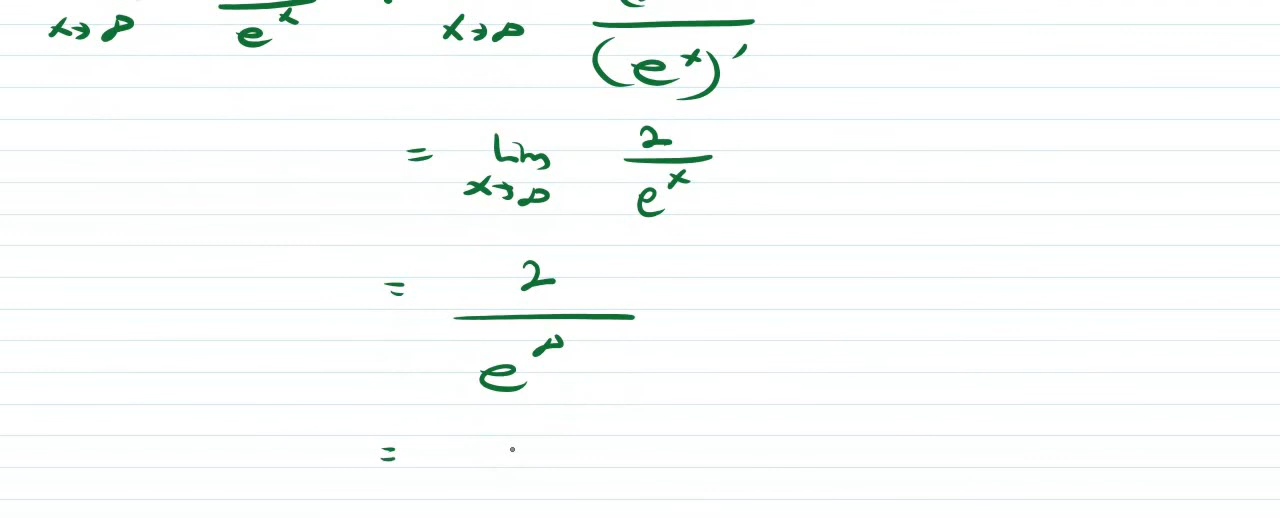 x→∞ e^x x→∞ (e^x)'
= lim x→∞ 2/e^x
= 2/e^∞
=